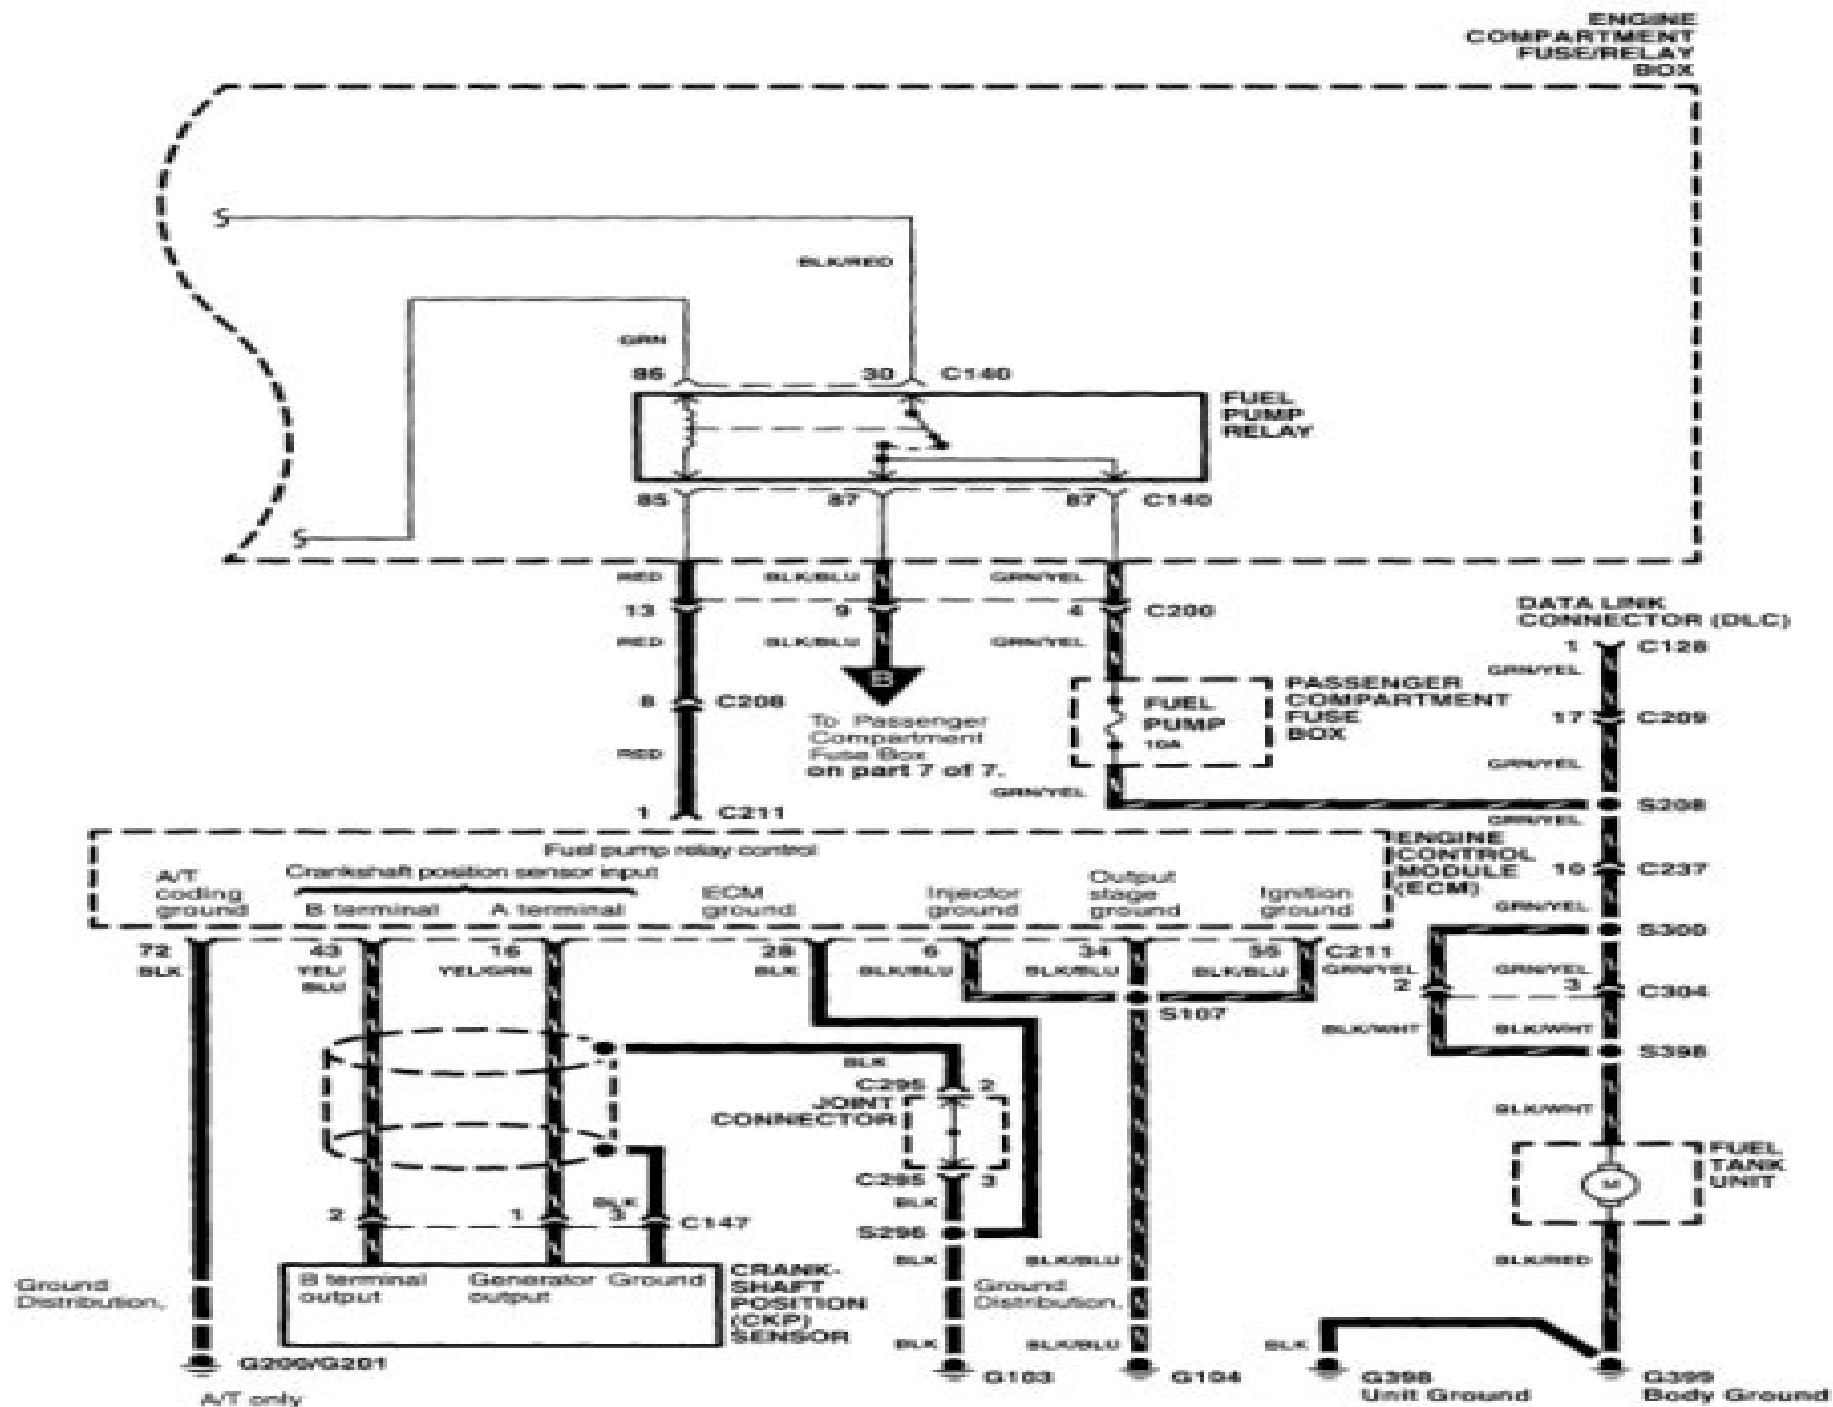 ENGINE
COMPARTMENT
FUSE/RELAY
BOX
S
BLK/RED
GRN
86
30
C140
FUEL
PUMP
RELAY
S
85
87
87
C140
RED
BLK/BLU
GRN/YEL
13
9
4
C200
RED
BLK/BLU
GRN/YEL
DATA LINK
CONNECTOR (DLC)
1
C128
GRN/YEL
8
C208
B
FUEL
PUMP
10A
PASSENGER
COMPARTMENT
FUSE
BOX
17
C209
To Passenger
Compartment
Fuse Box
on part 7 of 7.
RED
GRN/YEL
GRN/YEL
S208
1
C211
GRN/YEL
Fuel pump relay control
ENGINE
CONTROL
MODULE
(ECM)
10
C237
A/T
coding
ground
Crankshaft position sensor input
B terminal
A terminal
ECM
ground
Injector
ground
Output
stage
ground
Ignition
ground
GRN/YEL
S300
72
43
16
28
6
34
C211
BLK
YEL/
BLU
YEL/GRN
BLK
BLK/BLU
BLK/BLU
BLK/BLU
GRN/YEL
GRN/YEL
2
3
C304
S107
BLK/WHT
BLK/WHT
BLK
C295
2
JOINT
CONNECTOR
BLK/WHT
C295
3
FUEL
TANK
UNIT
M
BLK
BLK
2
1
3
C147
S296
BLK
BLK/BLU
BLK/RED
Ground
Distribution,
B terminal
output
Generator
output
Ground
CRANK-
SHAFT
POSITION
(CKP)
SENSOR
Ground
Distribution,
BLK
BLK/BLU
BLK
G200/G201
A/T only
G103
G104
G398
Unit Ground
G399
Body Ground